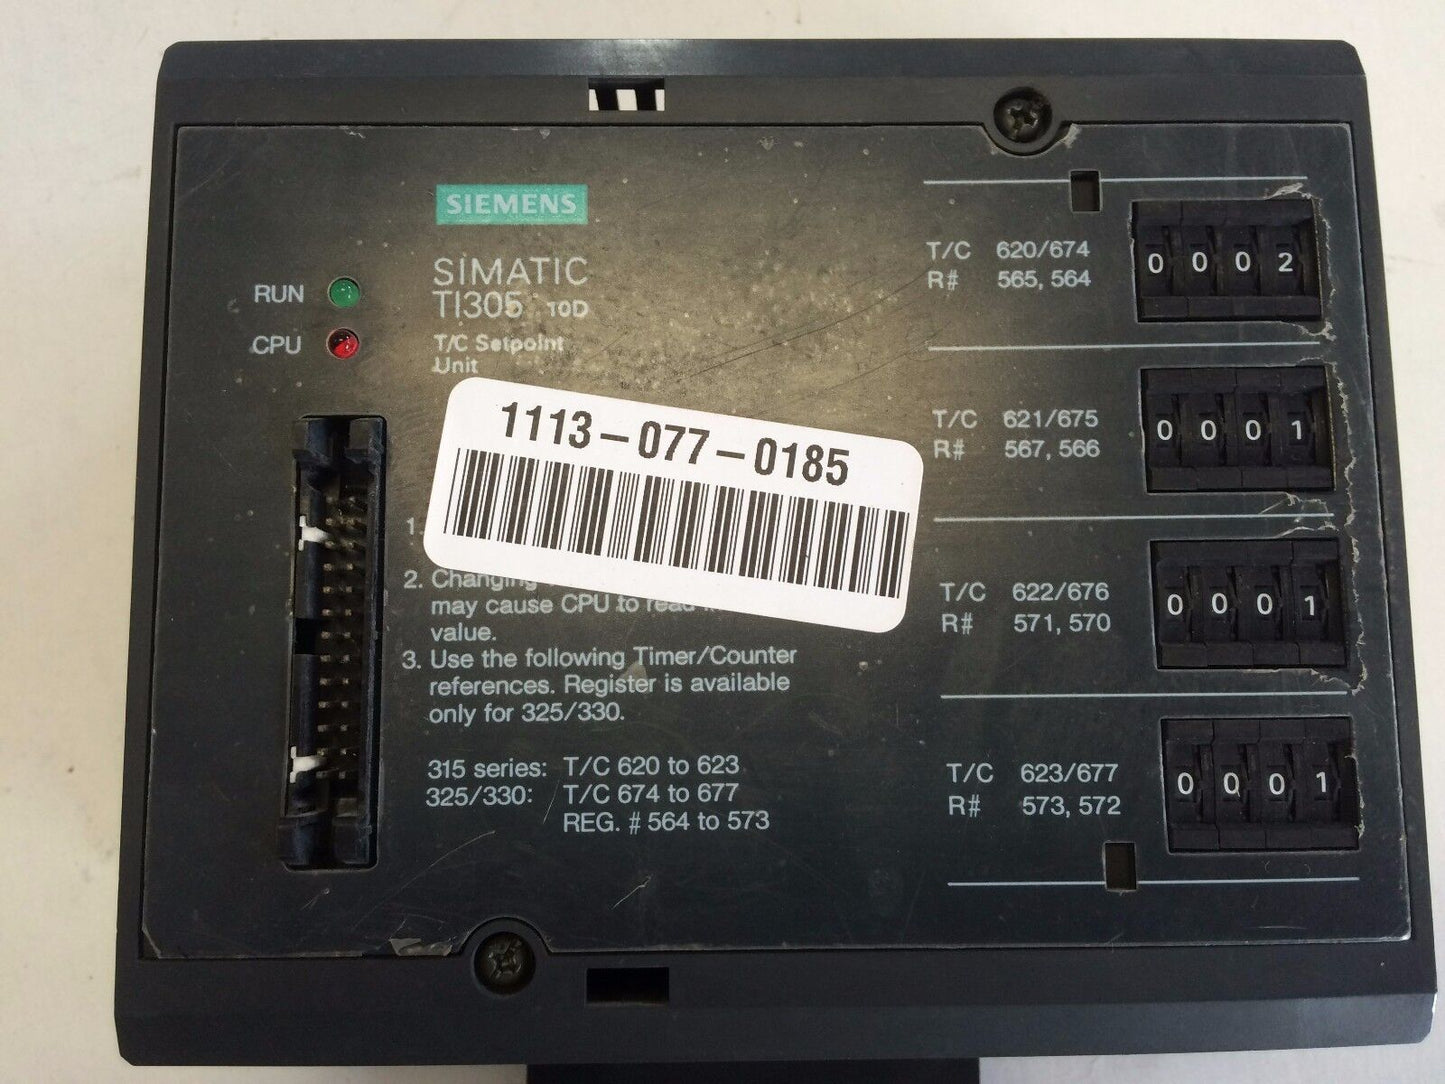 SIEMENS
SIMATIC
TI305 TOD
T/C Setpoint
Unit
RUN
CPU
1113-077-0185
1
2. Changing
may cause CPU to read
value.
3. Use the following Timer/Counter
references. Register is available
only for 325/330.
315 series: T/C 620 to 623
325/330: T/C 674 to 677
REG. # 564 to 573
T/C 620/674
R# 565, 564
0 0 0 2
T/C 621/675
R# 567, 566
0 0 0 1
T/C 622/676
R# 571, 570
0 0 0 1
T/C 623/677
R# 573, 572
0 0 0 1